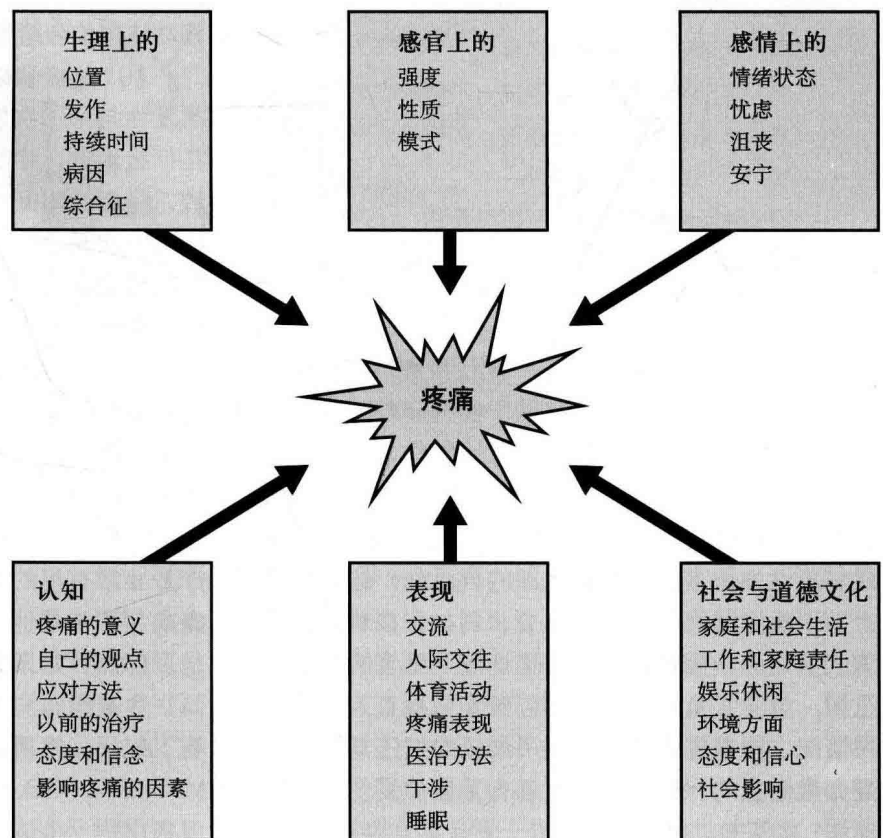 生理上的
位置
发作
持续时间
病因
综合征
感官上的
强度
性质
模式
感情上的
情绪状态
忧虑
沮丧
安宁
疼痛
认知
疼痛的意义
自己的观点
应对方法
以前的治疗
态度和信念
影响疼痛的因素
表现
交流
人际交往
体育活动
疼痛表现
医治方法
干涉
睡眠
社会与道德文化
家庭和社会生活
工作和家庭责任
娱乐休闲
环境方面
态度和信心
社会影响